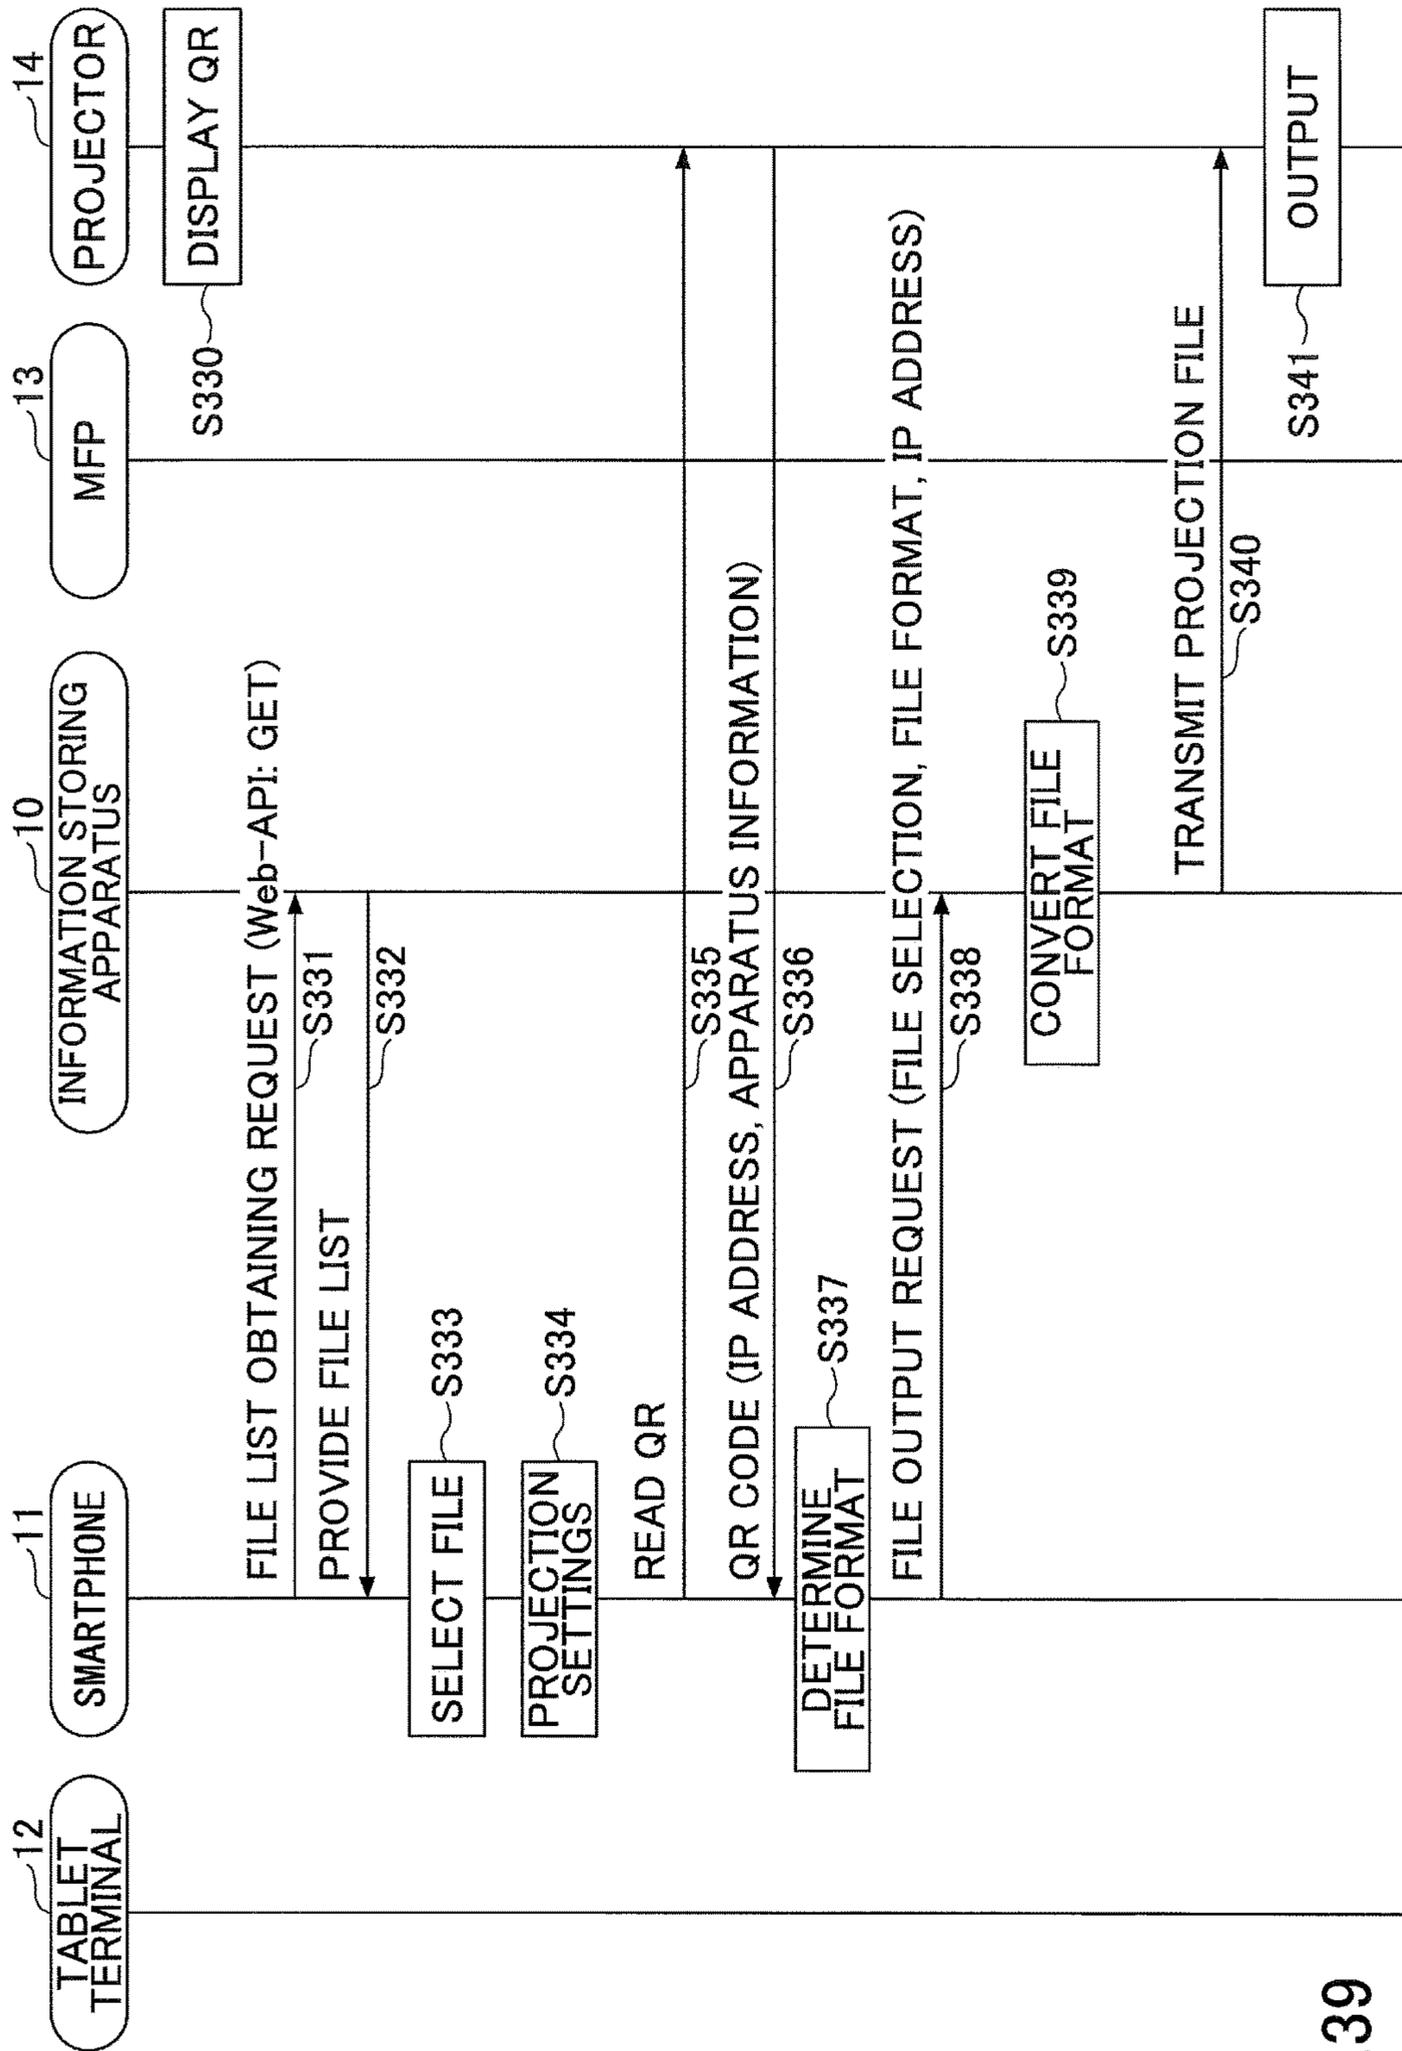 12
TABLET
TERMINAL
11
SMARTPHONE
10
INFORMATION STORING
APPARATUS
13
MFP
14
PROJECTOR
DISPLAY QR
S330
FILE LIST OBTAINING REQUEST (Web-API: GET)
S331
PROVIDE FILE LIST
S332
SELECT FILE
S333
PROJECTION
SETTINGS
S334
READ QR
S335
QR CODE (IP ADDRESS, APPARATUS INFORMATION)
S336
DETERMINE
FILE FORMAT
S337
FILE OUTPUT REQUEST (FILE SELECTION, FILE FORMAT, IP ADDRESS)
S338
CONVERT FILE
FORMAT
S339
TRANSMIT PROJECTION FILE
S340
OUTPUT
S341
39